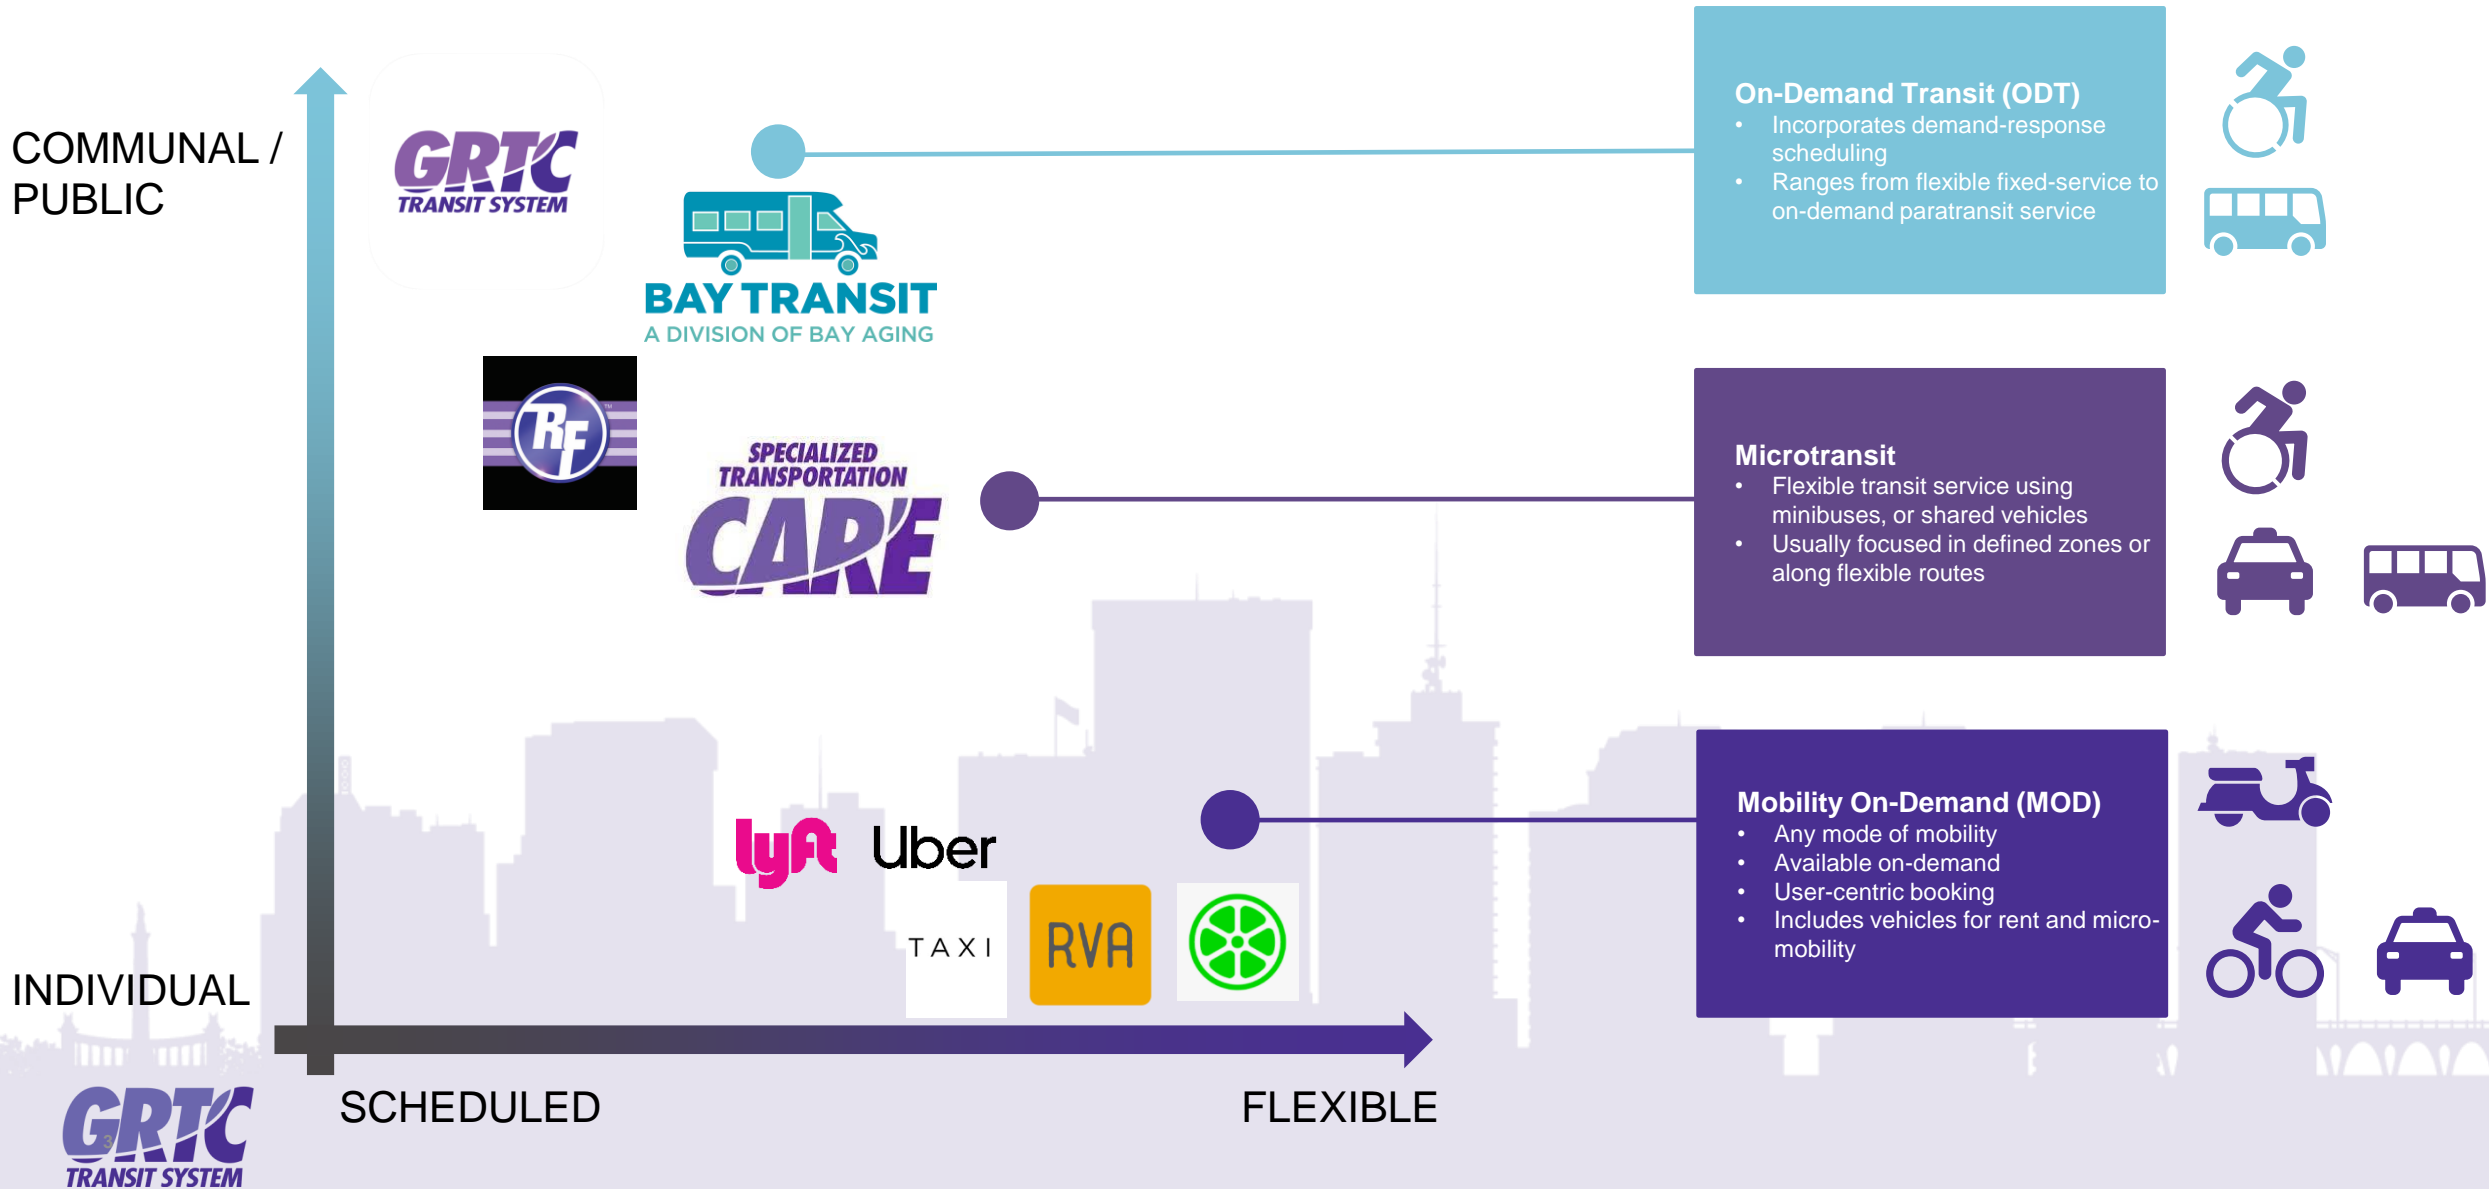 COMMUNAL /
PUBLIC
GRTC
TRANSIT SYSTEM
BAY TRANSIT
A DIVISION OF BAY AGING
RF
TM
SPECIALIZED
TRANSPORTATION
CARE
lyft
Uber
TAXI
RVA
INDIVIDUAL
SCHEDULED
FLEXIBLE
On-Demand Transit (ODT)
• Incorporates demand-response
scheduling
• Ranges from flexible fixed-service to
on-demand paratransit service
Microtransit
• Flexible transit service using
minibuses, or shared vehicles
• Usually focused in defined zones or
along flexible routes
Mobility On-Demand (MOD)
• Any mode of mobility
• Available on-demand
• User-centric booking
• Includes vehicles for rent and micro-
mobility
GRTC
3
TRANSIT SYSTEM